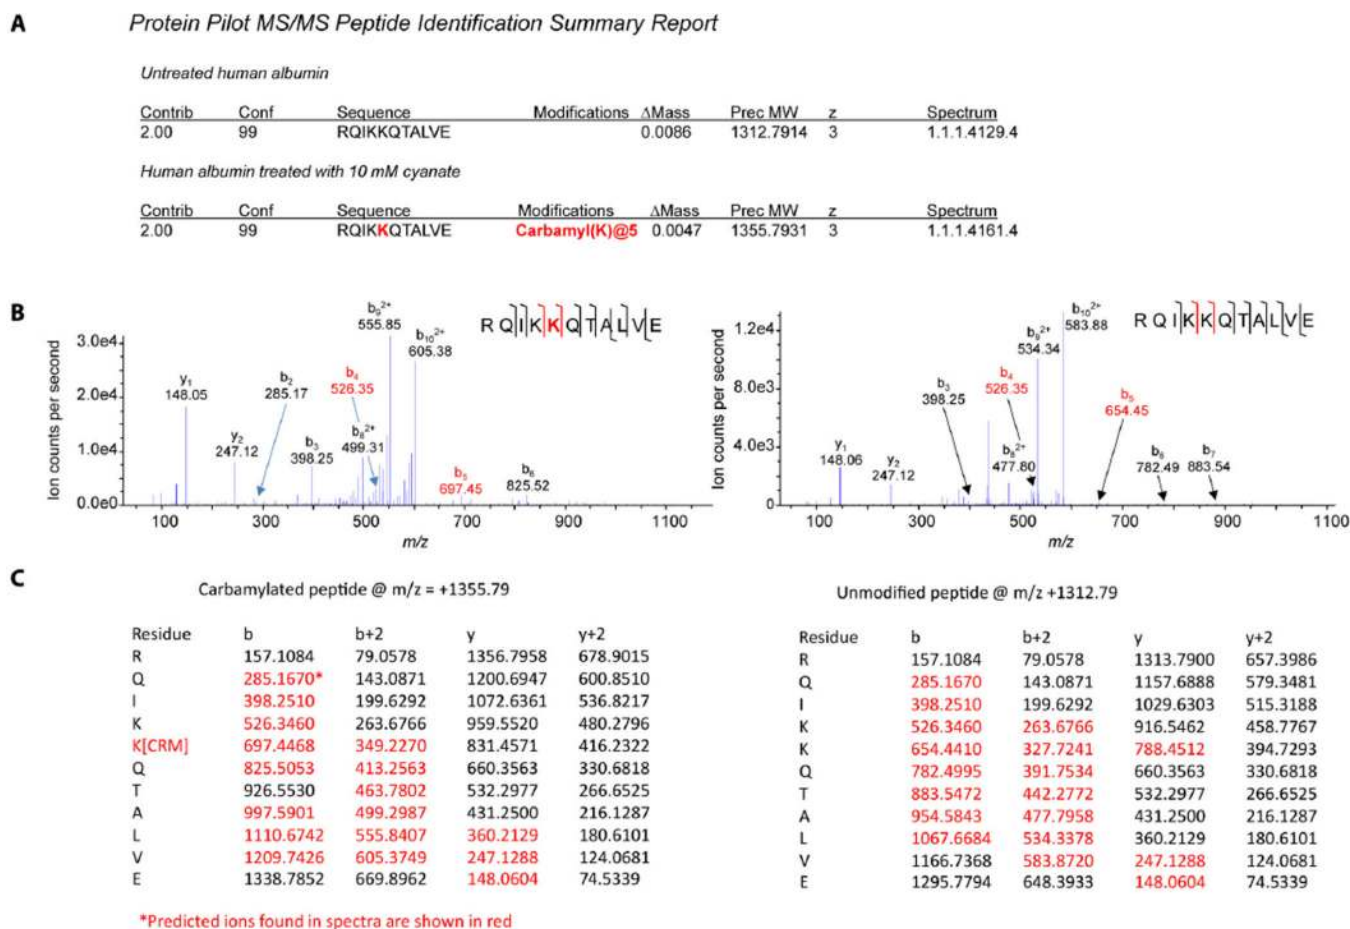 A
Protein Pilot MS/MS Peptide Identification Summary Report
Untreated human albumin
Contrib Conf Sequence Modifications ΔMass Prec MW z Spectrum
2.00 99 RQIKKQTALVE 0.0086 1312.7914 3 1.1.1.4129.4
Human albumin treated with 10 mM cyanate
Contrib Conf Sequence Modifications ΔMass Prec MW z Spectrum
2.00 99 RQIKKQTALVE Carbamyl(K)@5 0.0047 1355.7931 3 1.1.1.4161.4
B
Ion counts per second
3.0e4
2.0e4
1.0e4
0.0e0
y1
148.05
y2
247.12
b2
285.17
b3
398.25
b4
526.35
b8 2+
499.31
b9 2+
555.85
b10 2+
605.38
b5
697.45
b6
825.52
R Q I K K Q T A L V E
100 300 500 700 900 1100
m/z
Ion counts per second
1.2e4
9.0e3
6.0e3
3.0e3
0.0e0
y1
148.06
y2
247.12
b3
398.25
b4
526.35
b8 2+
477.80
b9 2+
534.34
b10 2+
583.88
b5
654.45
b6
782.49
b7
883.54
R Q I K K Q T A L V E
100 300 500 700 900 1100
m/z
C
Carbamylated peptide @ m/z = +1355.79
Residue b b+2 y y+2
R 157.1084 79.0578 1356.7958 678.9015
Q 285.1670* 143.0871 1200.6947 600.8510
I 398.2510 199.6292 1072.6361 536.8217
K 526.3460 263.6766 959.5520 480.2796
K[CRM] 697.4468 349.2270 831.4571 416.2322
Q 825.5053 413.2563 660.3563 330.6818
T 926.5530 463.7802 532.2977 266.6525
A 997.5901 499.2987 431.2500 216.1287
L 1110.6742 555.8407 360.2129 180.6101
V 1209.7426 605.3749 247.1288 124.0681
E 1338.7852 669.8962 148.0604 74.5339
*Predicted ions found in spectra are shown in red
Unmodified peptide @ m/z +1312.79
Residue b b+2 y y+2
R 157.1084 79.0578 1313.7900 657.3986
Q 285.1670 143.0871 1157.6888 579.3481
I 398.2510 199.6292 1029.6303 515.3188
K 526.3460 263.6766 916.5462 458.7767
K 654.4410 327.7241 788.4512 394.7293
Q 782.4995 391.7534 660.3563 330.6818
T 883.5472 442.2772 532.2977 266.6525
A 954.5843 477.7958 431.2500 216.1287
L 1067.6684 534.3378 360.2129 180.6101
V 1166.7368 583.8720 247.1288 124.0681
E 1295.7794 648.3933 148.0604 74.5339